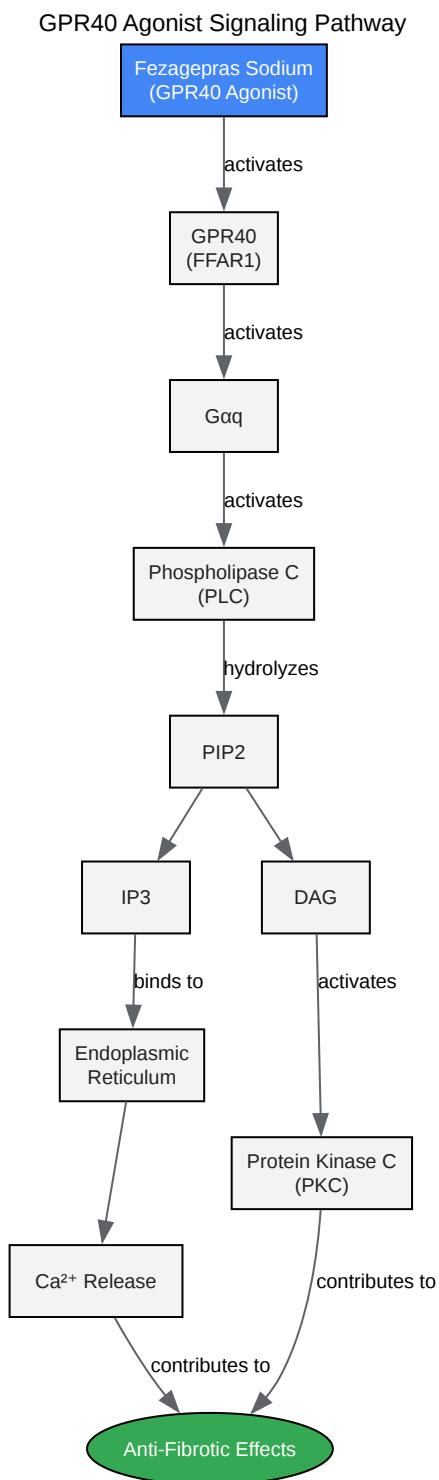 GPR40 Agonist Signaling Pathway
Fezagepras Sodium
(GPR40 Agonist)
activates
GPR40
(FFAR1)
activates
Gαq
activates
Phospholipase C
(PLC)
hydrolyzes
PIP2
IP3
DAG
binds to
activates
Endoplasmic
Reticulum
Protein Kinase C
(PKC)
Ca²⁺ Release
contributes to
contributes to
Anti-Fibrotic Effects